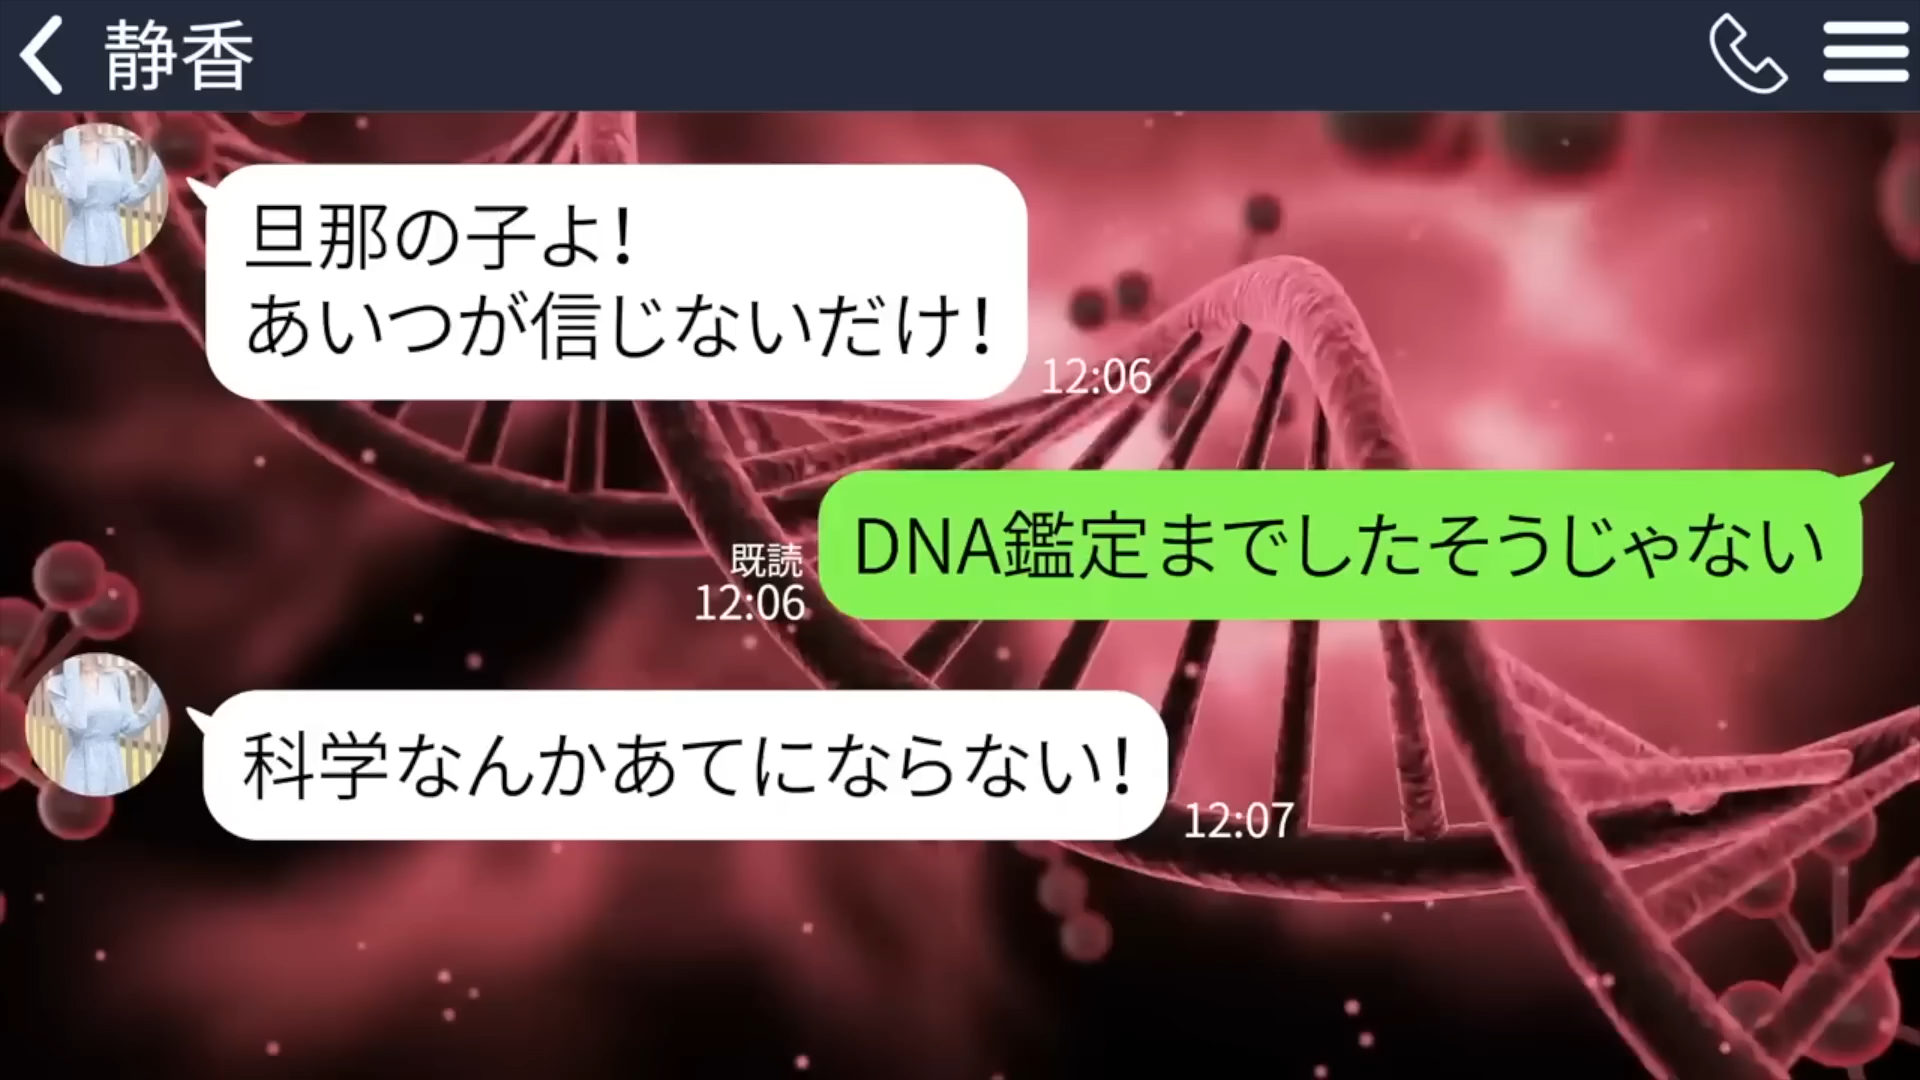 静香
旦那の子よ！
あいつが信じないだけ！
12:06
DNA鑑定までしたそうじゃない
既読
12:06
科学なんかあてにならない！
12:07